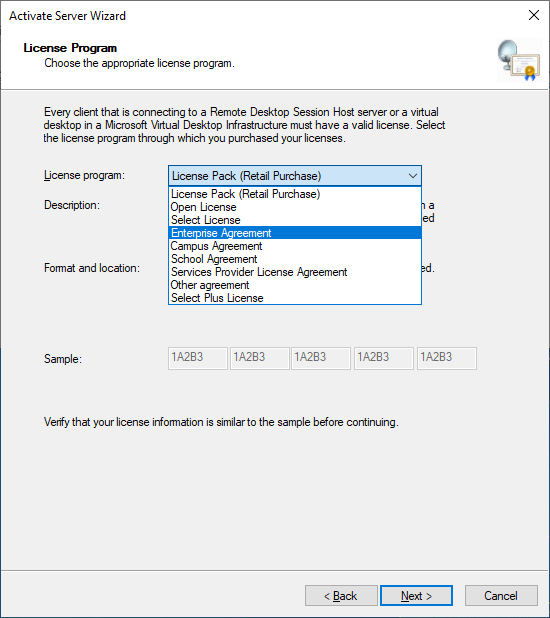 Activate Server Wizard
License Program
Choose the appropriate license program.
Every client that is connecting to a Remote Desktop Session Host server or a virtual
desktop in a Microsoft Virtual Desktop Infrastructure must have a valid license. Select
the license program through which you purchased your licenses.
License program: License Pack (Retail Purchase)
License Pack (Retail Purchase)
Description: Open License
Select License
Enterprise Agreement
Campus Agreement
School Agreement
Format and location: Services Provider License Agreement
Other agreement
Select Plus License
Sample: 1A2B3 1A2B3 1A2B3 1A2B3 1A2B3
Verify that your license information is similar to the sample before continuing.
< Back Next > Cancel